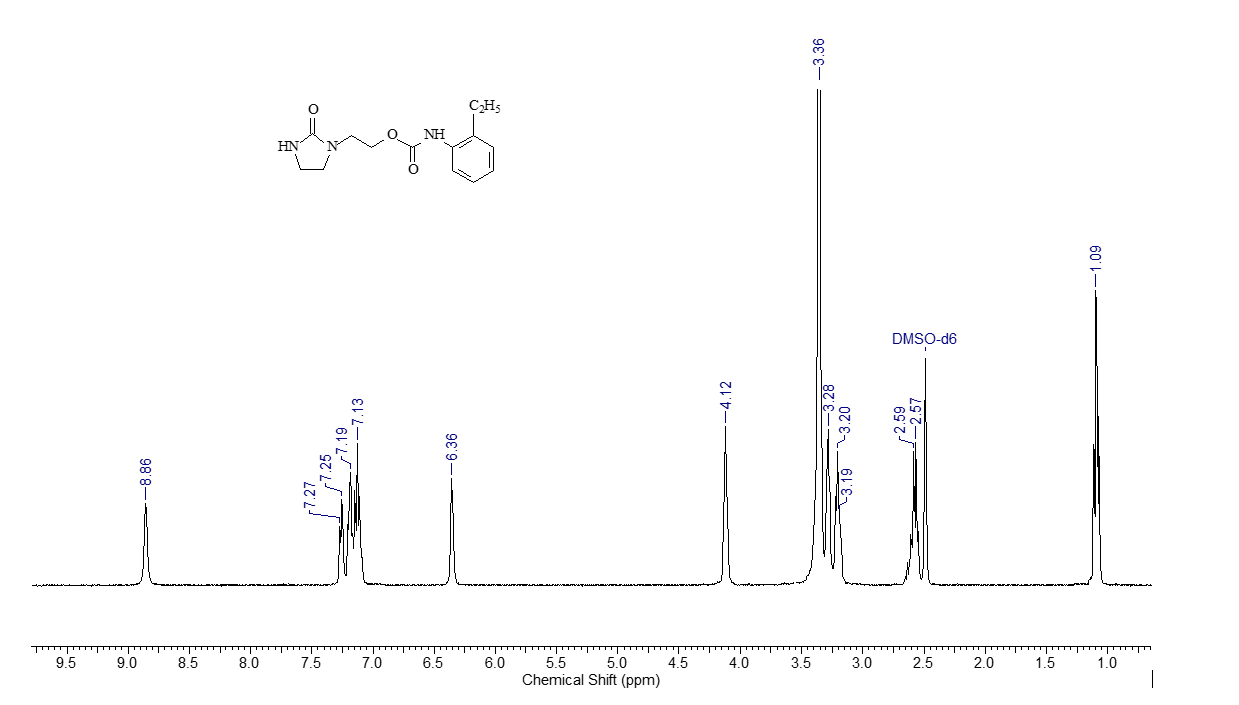 3.36
C2H5
O
HN
N
O
O
NH
1.09
DMSO-d6
8.86
7.27
7.25
7.19
7.13
6.36
4.12
3.28
3.20
3.19
2.59
2.57
9.5 9.0 8.5 8.0 7.5 7.0 6.5 6.0 5.5 5.0 4.5 4.0 3.5 3.0 2.5 2.0 1.5 1.0
Chemical Shift (ppm)